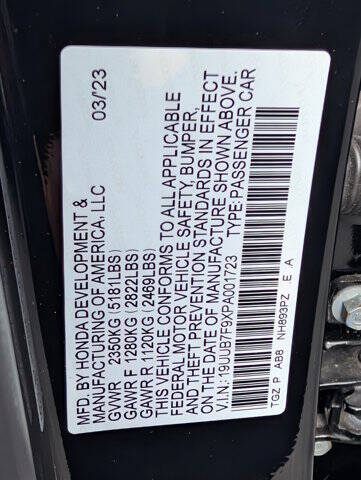 MFD. BY HONDA DEVELOPMENT &
MANUFACTURING OF AMERICA, LLC 03/23
GVWR 2350KG (5181LBS)
GAWR F 1280KG (2822LBS)
GAWR R 1120KG (2469LBS)
THIS VEHICLE CONFORMS TO ALL APPLICABLE
FEDERAL MOTOR VEHICLE SAFETY, BUMPER,
AND THEFT PREVENTION STANDARDS IN EFFECT
ON THE DATE OF MANUFACTURE SHOWN ABOVE.
V.I.N.: 19UUB7F9XPA001723 TYPE: PASSENGER CAR
TGZ P AB8 NH893PZ E A